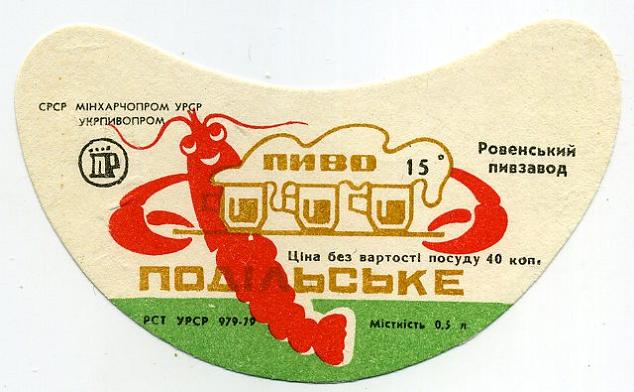 СРСР МІНХАРЧОПРОМ УРСР
УКРПИВОПРОМ
ПР
ПИВО 15°
Ровенський
пивзавод
Ціна без вартості посуду 40 коп.
ПОДІЛЬСЬКЕ
РСТ УРСР 979-79
Місткість 0,5 л